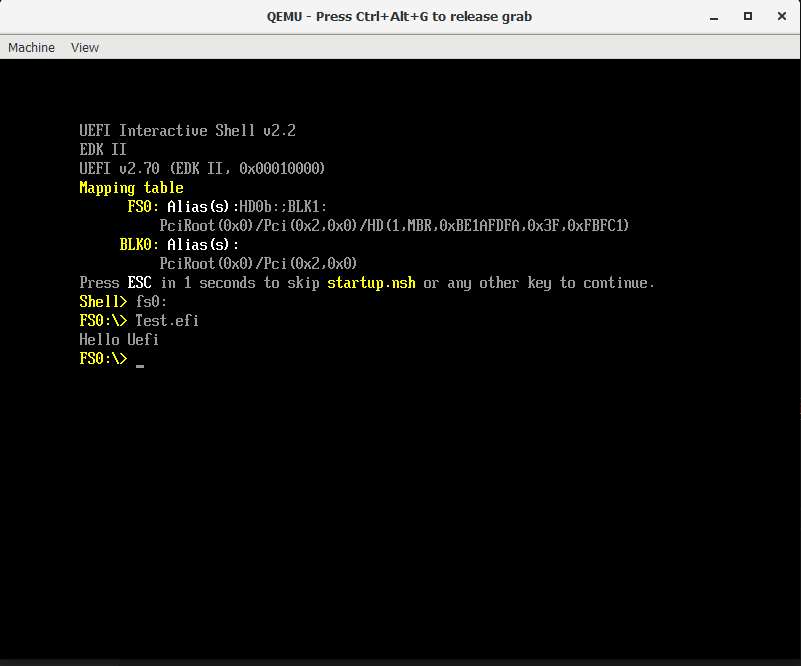 QEMU - Press Ctrl+Alt+G to release grab
Machine View
UEFI Interactive Shell v2.2
EDK II
UEFI v2.70 (EDK II, 0x00010000)
Mapping table
FS0: Alias(s):HD0b:;BLK1:
PciRoot(0x0)/Pci(0x2,0x0)/HD(1,MBR,0xBE1AFDFA,0x3F,0xFBFC1)
BLK0: Alias(s):
PciRoot(0x0)/Pci(0x2,0x0)
Press ESC in 1 seconds to skip startup.nsh or any other key to continue.
Shell> fs0:
FS0:\> Test.efi
Hello Uefi
FS0:\> _